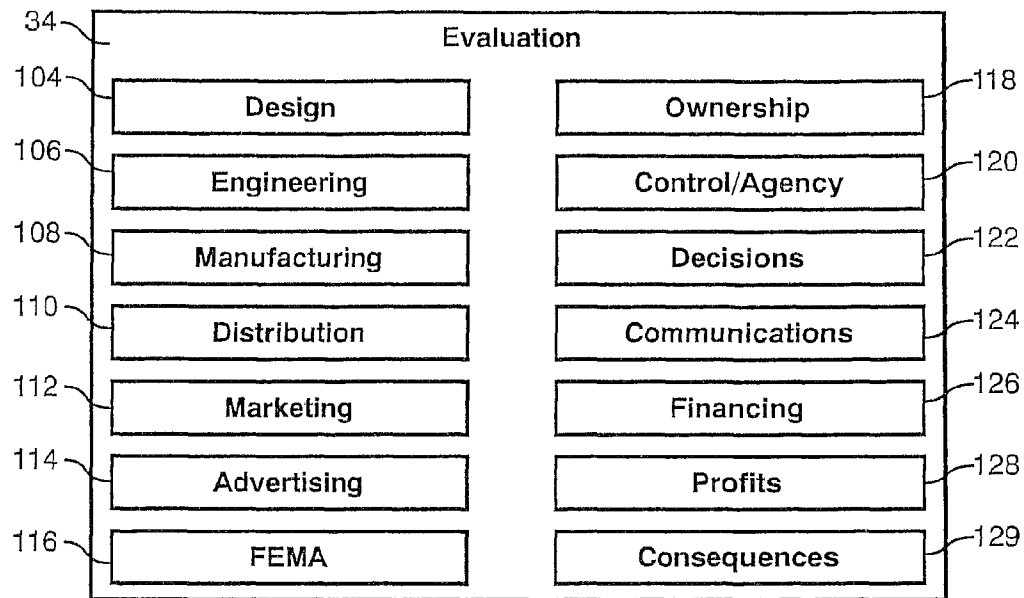 34 Evaluation
104 Design Ownership 118
106 Engineering Control/Agency 120
108 Manufacturing Decisions 122
110 Distribution Communications 124
112 Marketing Financing 126
114 Advertising Profits 128
116 FEMA Consequences 129